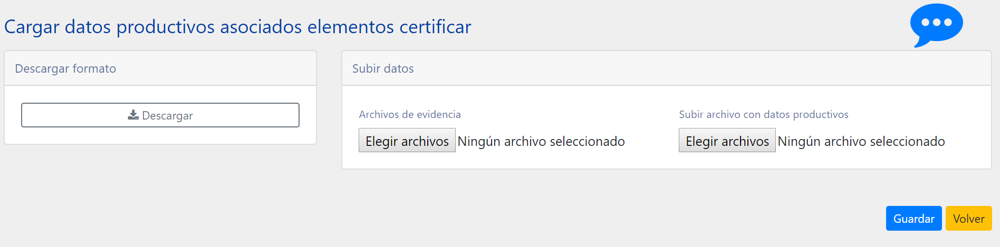 Cargar datos productivos asociados elementos certificar
Descargar formato
Descargar
Subir datos
Archivos de evidencia
Elegir archivos Ningún archivo seleccionado
Subir archivo con datos productivos
Elegir archivos Ningún archivo seleccionado
Guardar
Volver